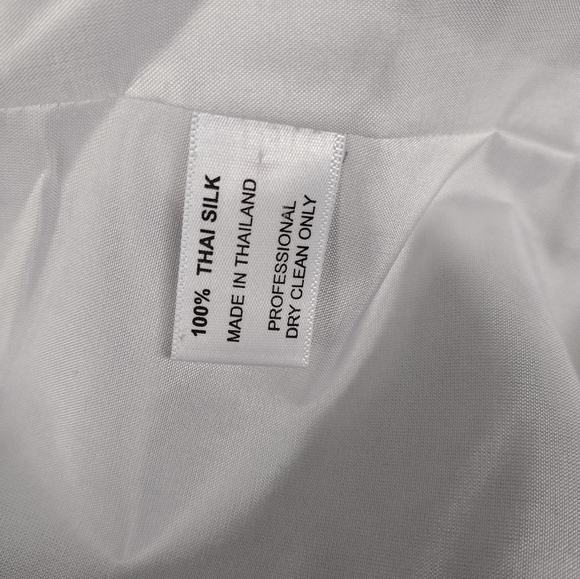 100% THAI SILK
MADE IN THAILAND
PROFESSIONAL
DRY CLEAN ONLY